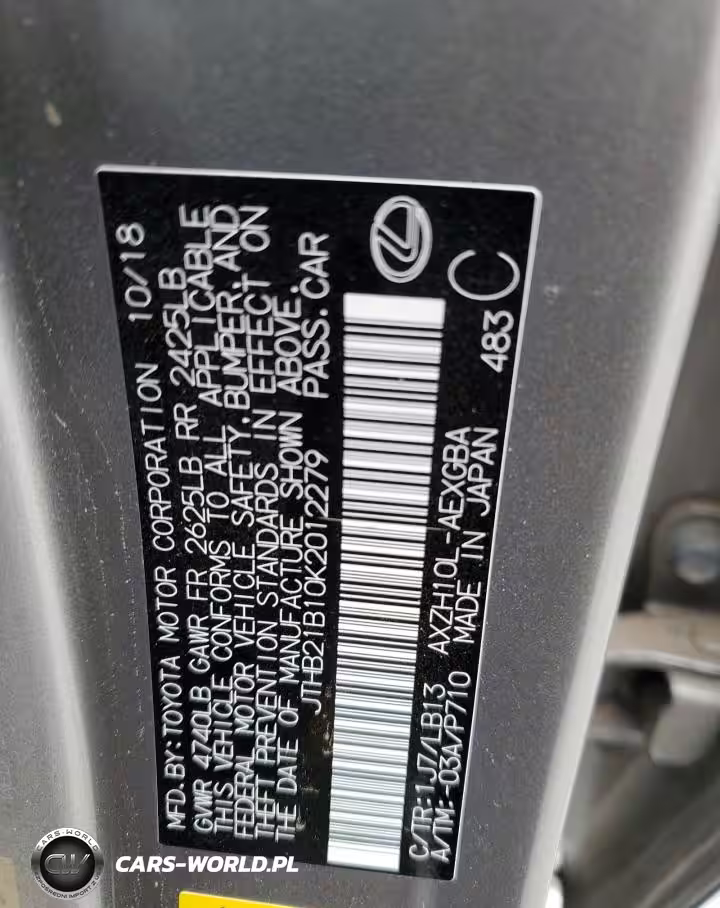 MFD. BY: TOYOTA MOTOR CORPORATION 10/18
GVWR 4740LB GAWR FR 2625LB RR 2425LB
THIS VEHICLE CONFORMS TO ALL APPLICABLE
FEDERAL MOTOR VEHICLE SAFETY, BUMPER, AND
THEFT PREVENTION STANDARDS IN EFFECT ON
THE DATE OF MANUFACTURE SHOWN ABOVE.
JTHB21B10K2012279 PASS. CAR
C/TR: 1J7/LB13 AXZH10L-AEXGBA 483 C
A/TM: -03A/P710 MADE IN JAPAN
CARS-WORLD.PL